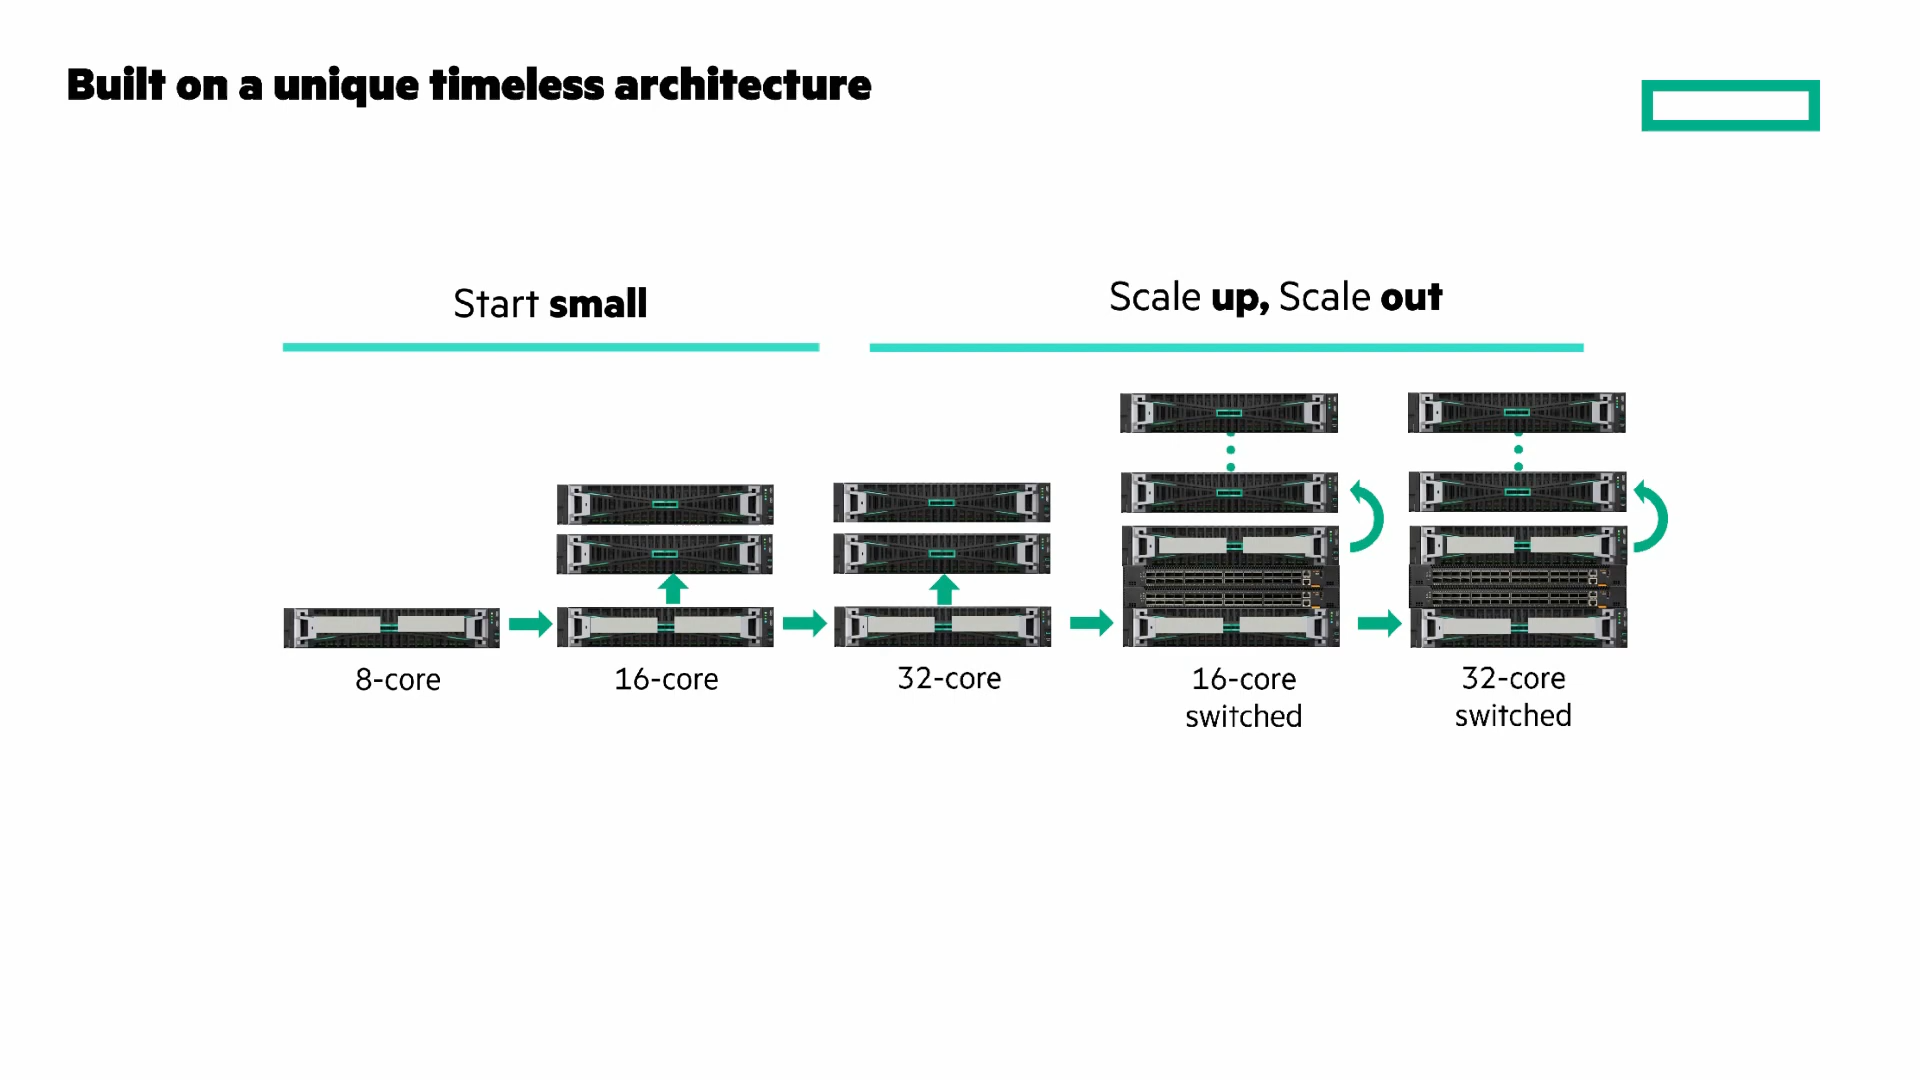 Built on a unique timeless architecture
Start small
Scale up, Scale out
8-core
16-core
32-core
16-core
switched
32-core
switched